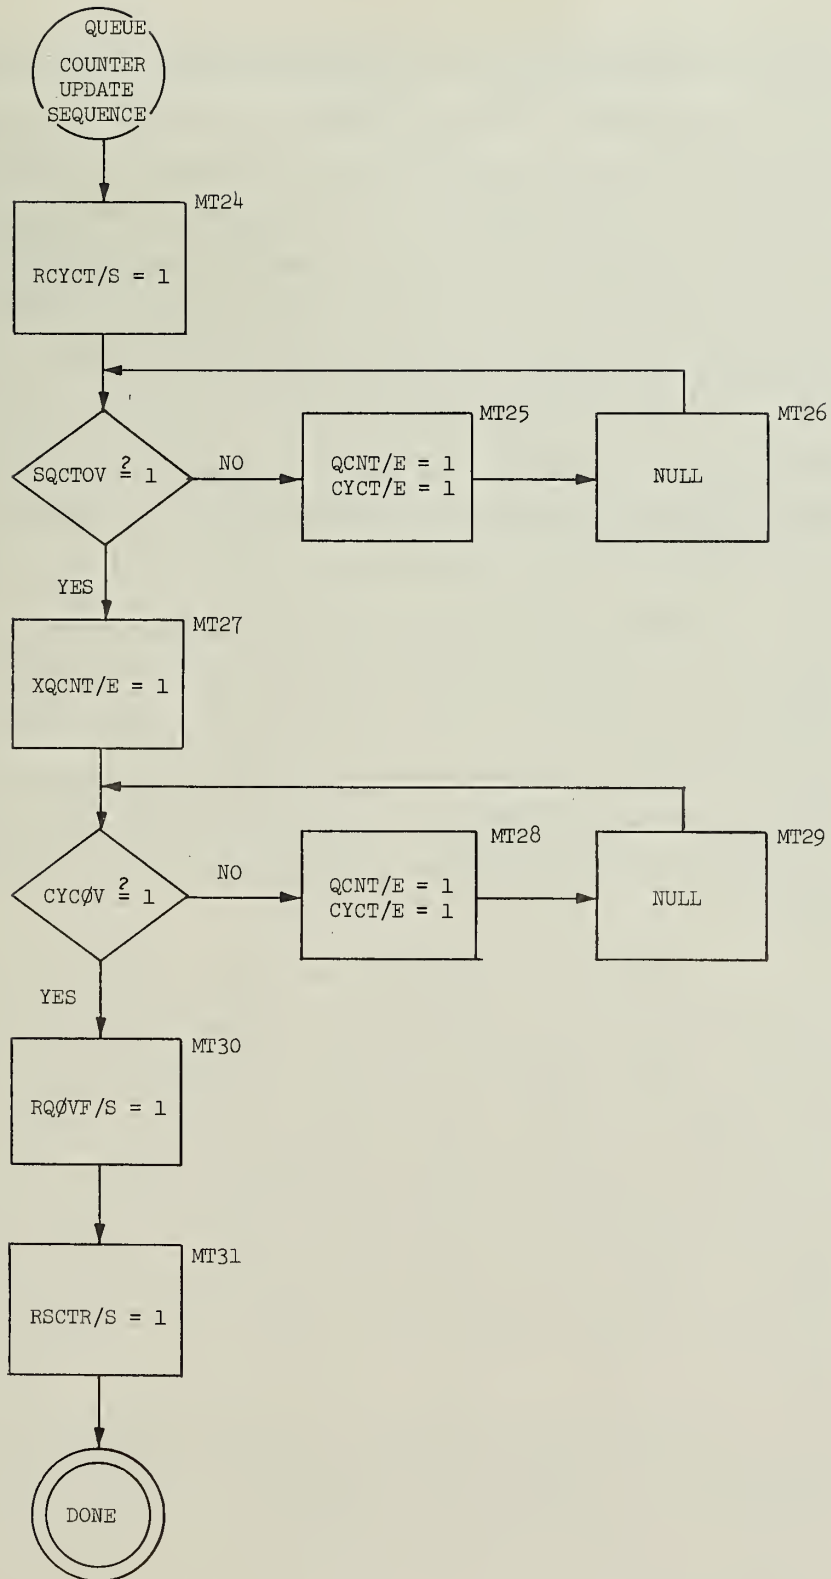 QUEUE
COUNTER
UPDATE
SEQUENCE
MT24
RCYCT/S = 1
SQCTOV ≟ 1
NO
MT25
QCNT/E = 1
CYCT/E = 1
MT26
NULL
YES
MT27
XQCNT/E = 1
CYCØV ≟ 1
NO
MT28
QCNT/E = 1
CYCT/E = 1
MT29
NULL
YES
MT30
RQØVF/S = 1
MT31
RSCTR/S = 1
DONE